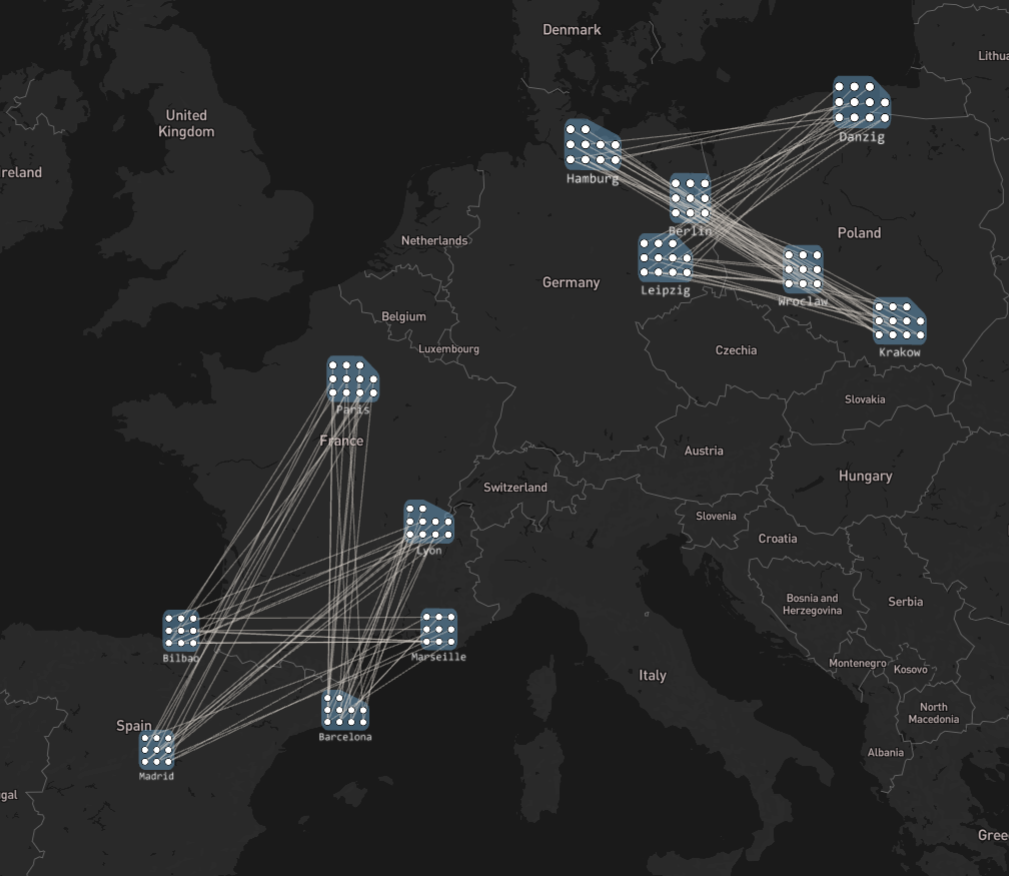 Denmark
Lithua
United
Kingdom
Danzig
reland
Hamburg
Berlin
Poland
Netherlands
Germany
Leipzig
Wroclaw
Belgium
Luxembourg
Czechia
Krakow
Slovakia
Paris
France
Austria
Hungary
Switzerland
Slovenia
Croatia
Lyon
Bosnia and
Herzegovina
Serbia
Bilbao
Marseille
Montenegro
Kosovo
Italy
North
Macedonia
Spain
Barcelona
Albania
Madrid
gal
Gree